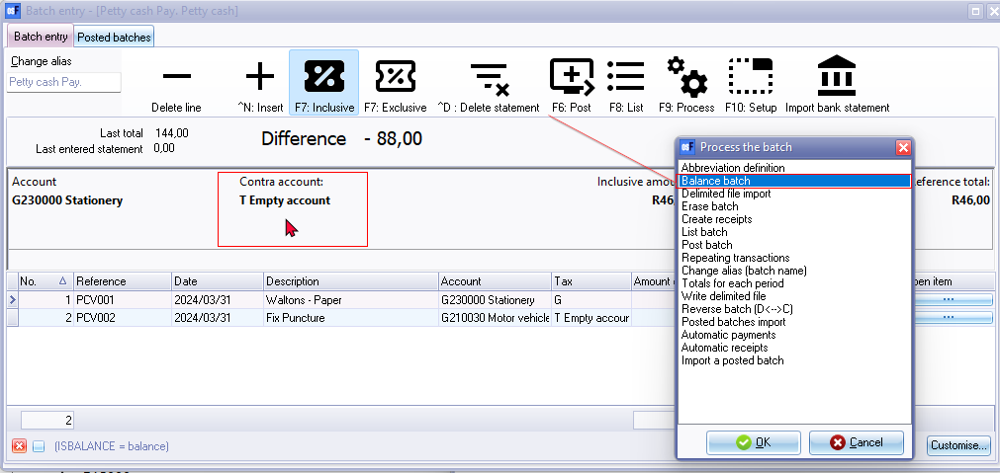 osF Batch entry - [Petty cash Pay. Petty cash]
Batch entry Posted batches
Change alias
Petty cash Pay.
Delete line ^N: Insert F7: Inclusive F7: Exclusive ^D : Delete statement F6: Post F8: List F9: Process F10: Setup Import bank statement
Last total 144,00
Last entered statement 0,00
Difference - 88,00
Account Contra account: Inclusive amou eference total:
G230000 Stationery T Empty account R46, R46,00
No. Reference Date Description Account Tax Amount pen item
1 PCV001 2024/03/31 Waltons - Paper G230000 Stationery G ...
2 PCV002 2024/03/31 Fix Puncture G210030 Motor vehicle T Empty accour ...
2
(ISBALANCE = balance)
Customise...
osF Process the batch
Abbreviation definition
Balance batch
Delimited file import
Erase batch
Create receipts
List batch
Post batch
Repeating transactions
Change alias (batch name)
Totals for each period
Write delimited file
Reverse batch (D<-->C)
Posted batches import
Automatic payments
Automatic receipts
Import a posted batch
OK Cancel